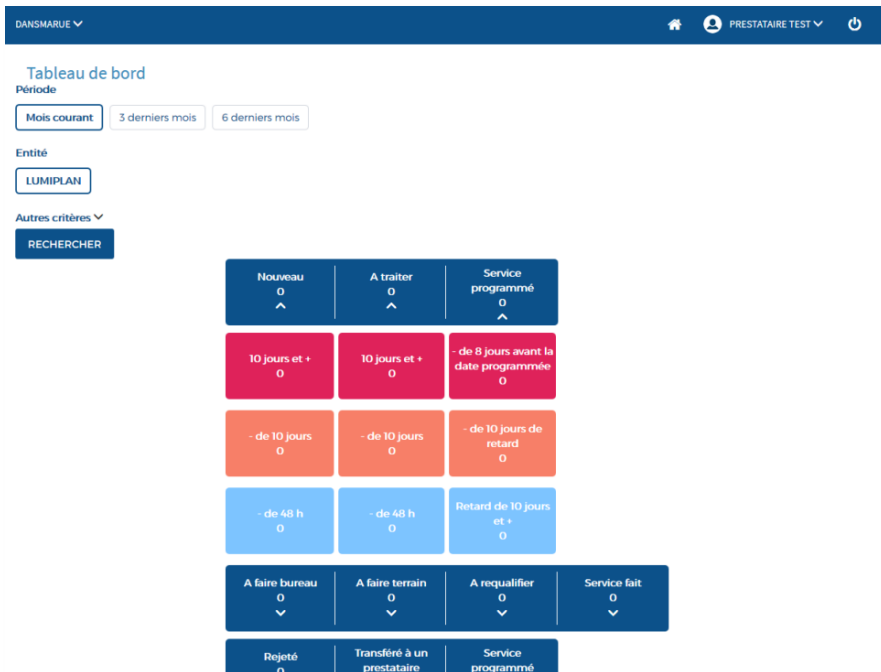 DANSMARUE
PRESTATAIRE TEST
Tableau de bord
Période
Mois courant
3 derniers mois
6 derniers mois
Entité
LUMIPLAN
Autres critères
RECHERCHER
Nouveau
0
A traiter
0
Service
programmé
0
10 jours et +
0
10 jours et +
0
- de 8 jours avant la
date programmée
0
- de 10 jours
0
- de 10 jours
0
- de 10 jours de
retard
0
- de 48 h
0
- de 48 h
0
Retard de 10 jours
et +
0
A faire bureau
0
A faire terrain
0
A requalifier
0
Service fait
0
Rejeté
0
Transféré à un
prestataire
Service
programmé